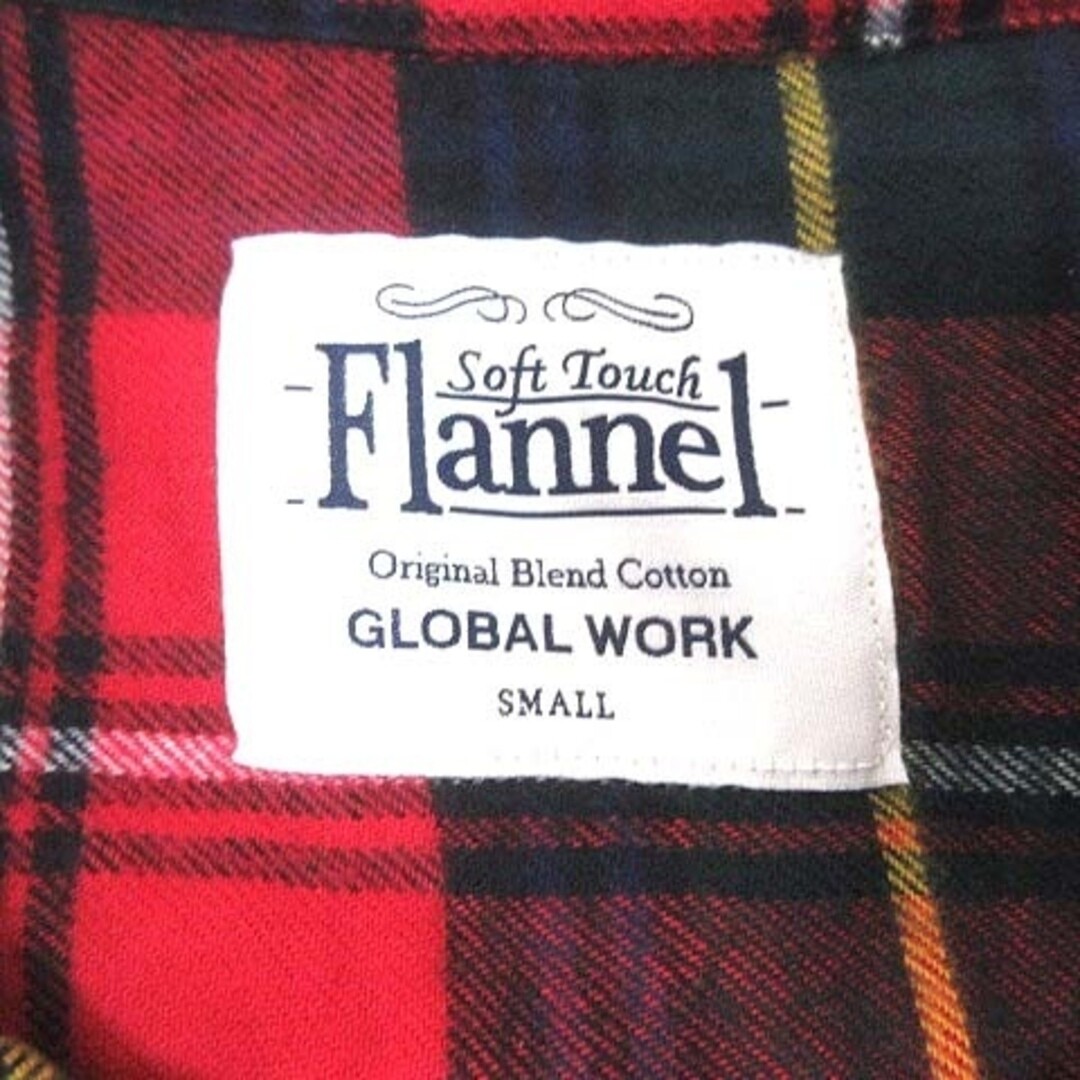 Soft Touch
Flannel
Original Blend Cotton
GLOBAL WORK
SMALL